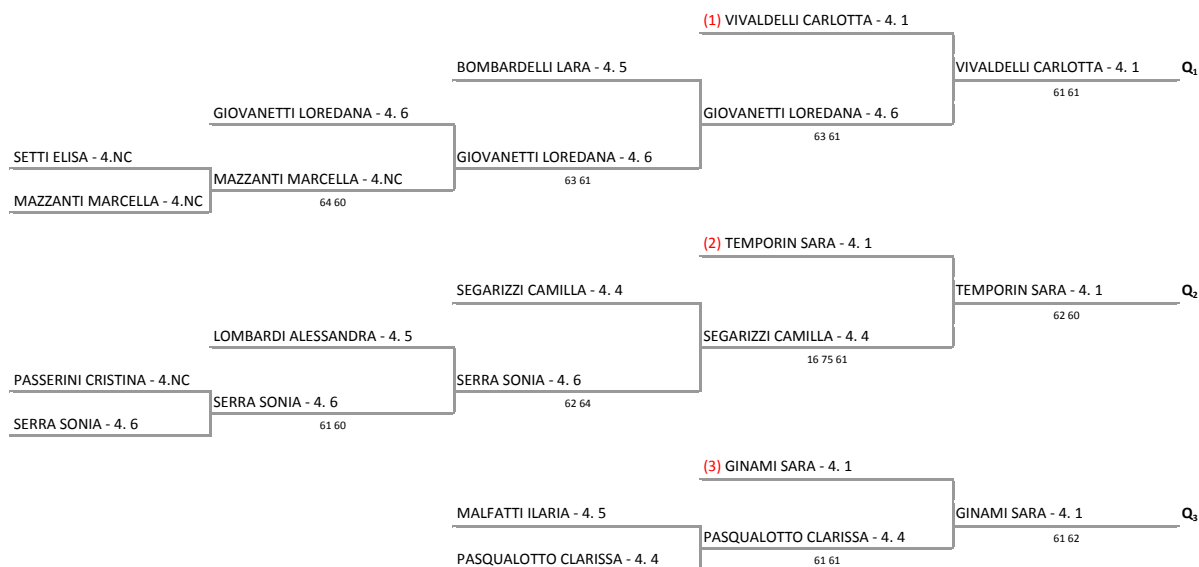 (1) VIVALDELLI CARLOTTA - 4. 1
BOMBARDELLI LARA - 4. 5
VIVALDELLI CARLOTTA - 4. 1
Q1
61 61
GIOVANETTI LOREDANA - 4. 6
GIOVANETTI LOREDANA - 4. 6
63 61
SETTI ELISA - 4.NC
GIOVANETTI LOREDANA - 4. 6
63 61
MAZZANTI MARCELLA - 4.NC
64 60
MAZZANTI MARCELLA - 4.NC
(2) TEMPORIN SARA - 4. 1
SEGARIZZI CAMILLA - 4. 4
TEMPORIN SARA - 4. 1
Q2
62 60
LOMBARDI ALESSANDRA - 4. 5
SEGARIZZI CAMILLA - 4. 4
16 75 61
PASSERINI CRISTINA - 4.NC
SERRA SONIA - 4. 6
62 64
SERRA SONIA - 4. 6
61 60
SERRA SONIA - 4. 6
(3) GINAMI SARA - 4. 1
MALFATTI ILARIA - 4. 5
GINAMI SARA - 4. 1
Q3
61 62
PASQUALOTTO CLARISSA - 4. 4
61 61
PASQUALOTTO CLARISSA - 4. 4